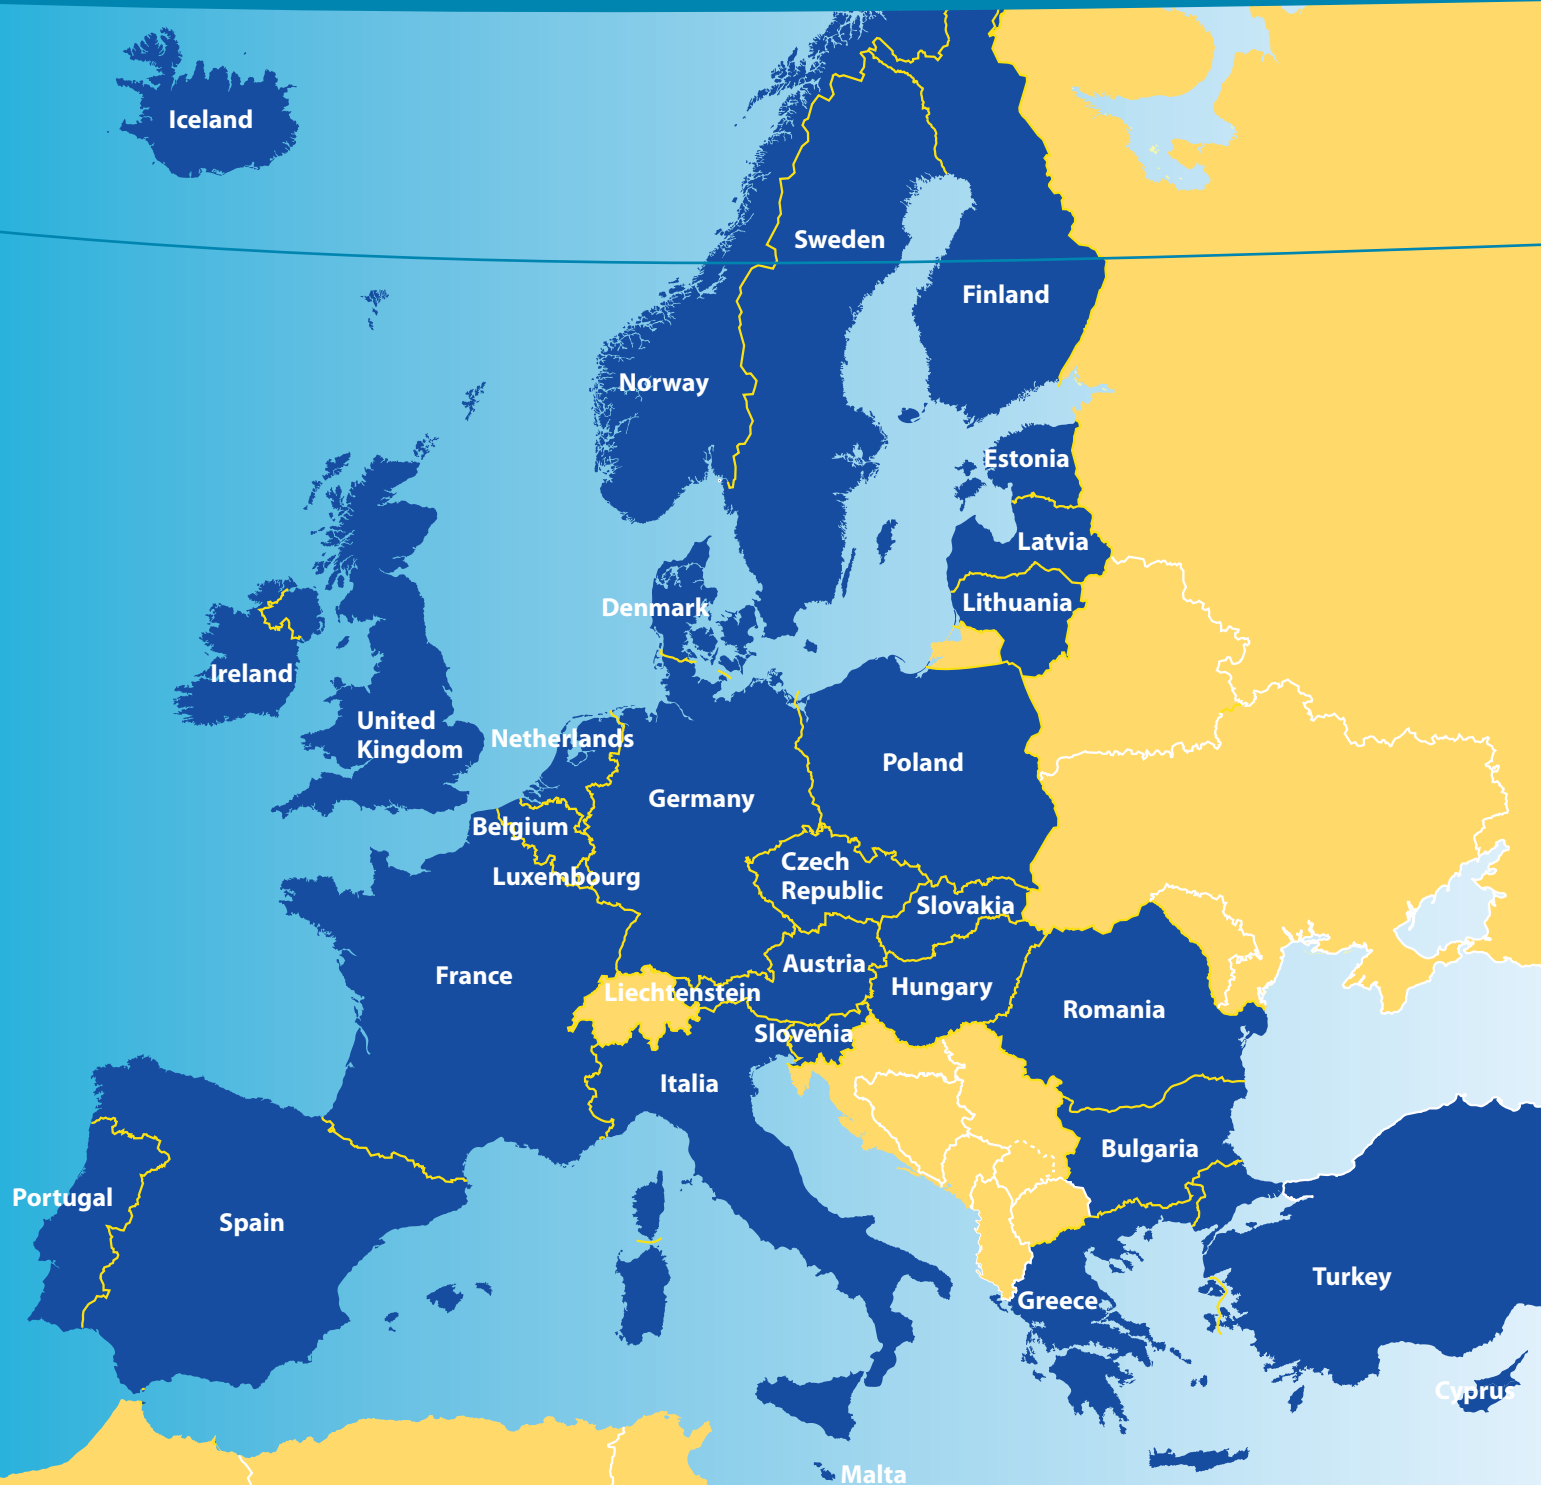 Iceland
Sweden
Finland
Norway
Estonia
Latvia
Denmark
Lithuania
Ireland
United
Kingdom
Netherlands
Poland
Germany
Belgium
Czech
Republic
Luxembourg
Slovakia
Austria
France
Hungary
Liechtenstein
Romania
Slovenia
Italia
Bulgaria
Portugal
Spain
Turkey
Greece
Cyprus
Malta